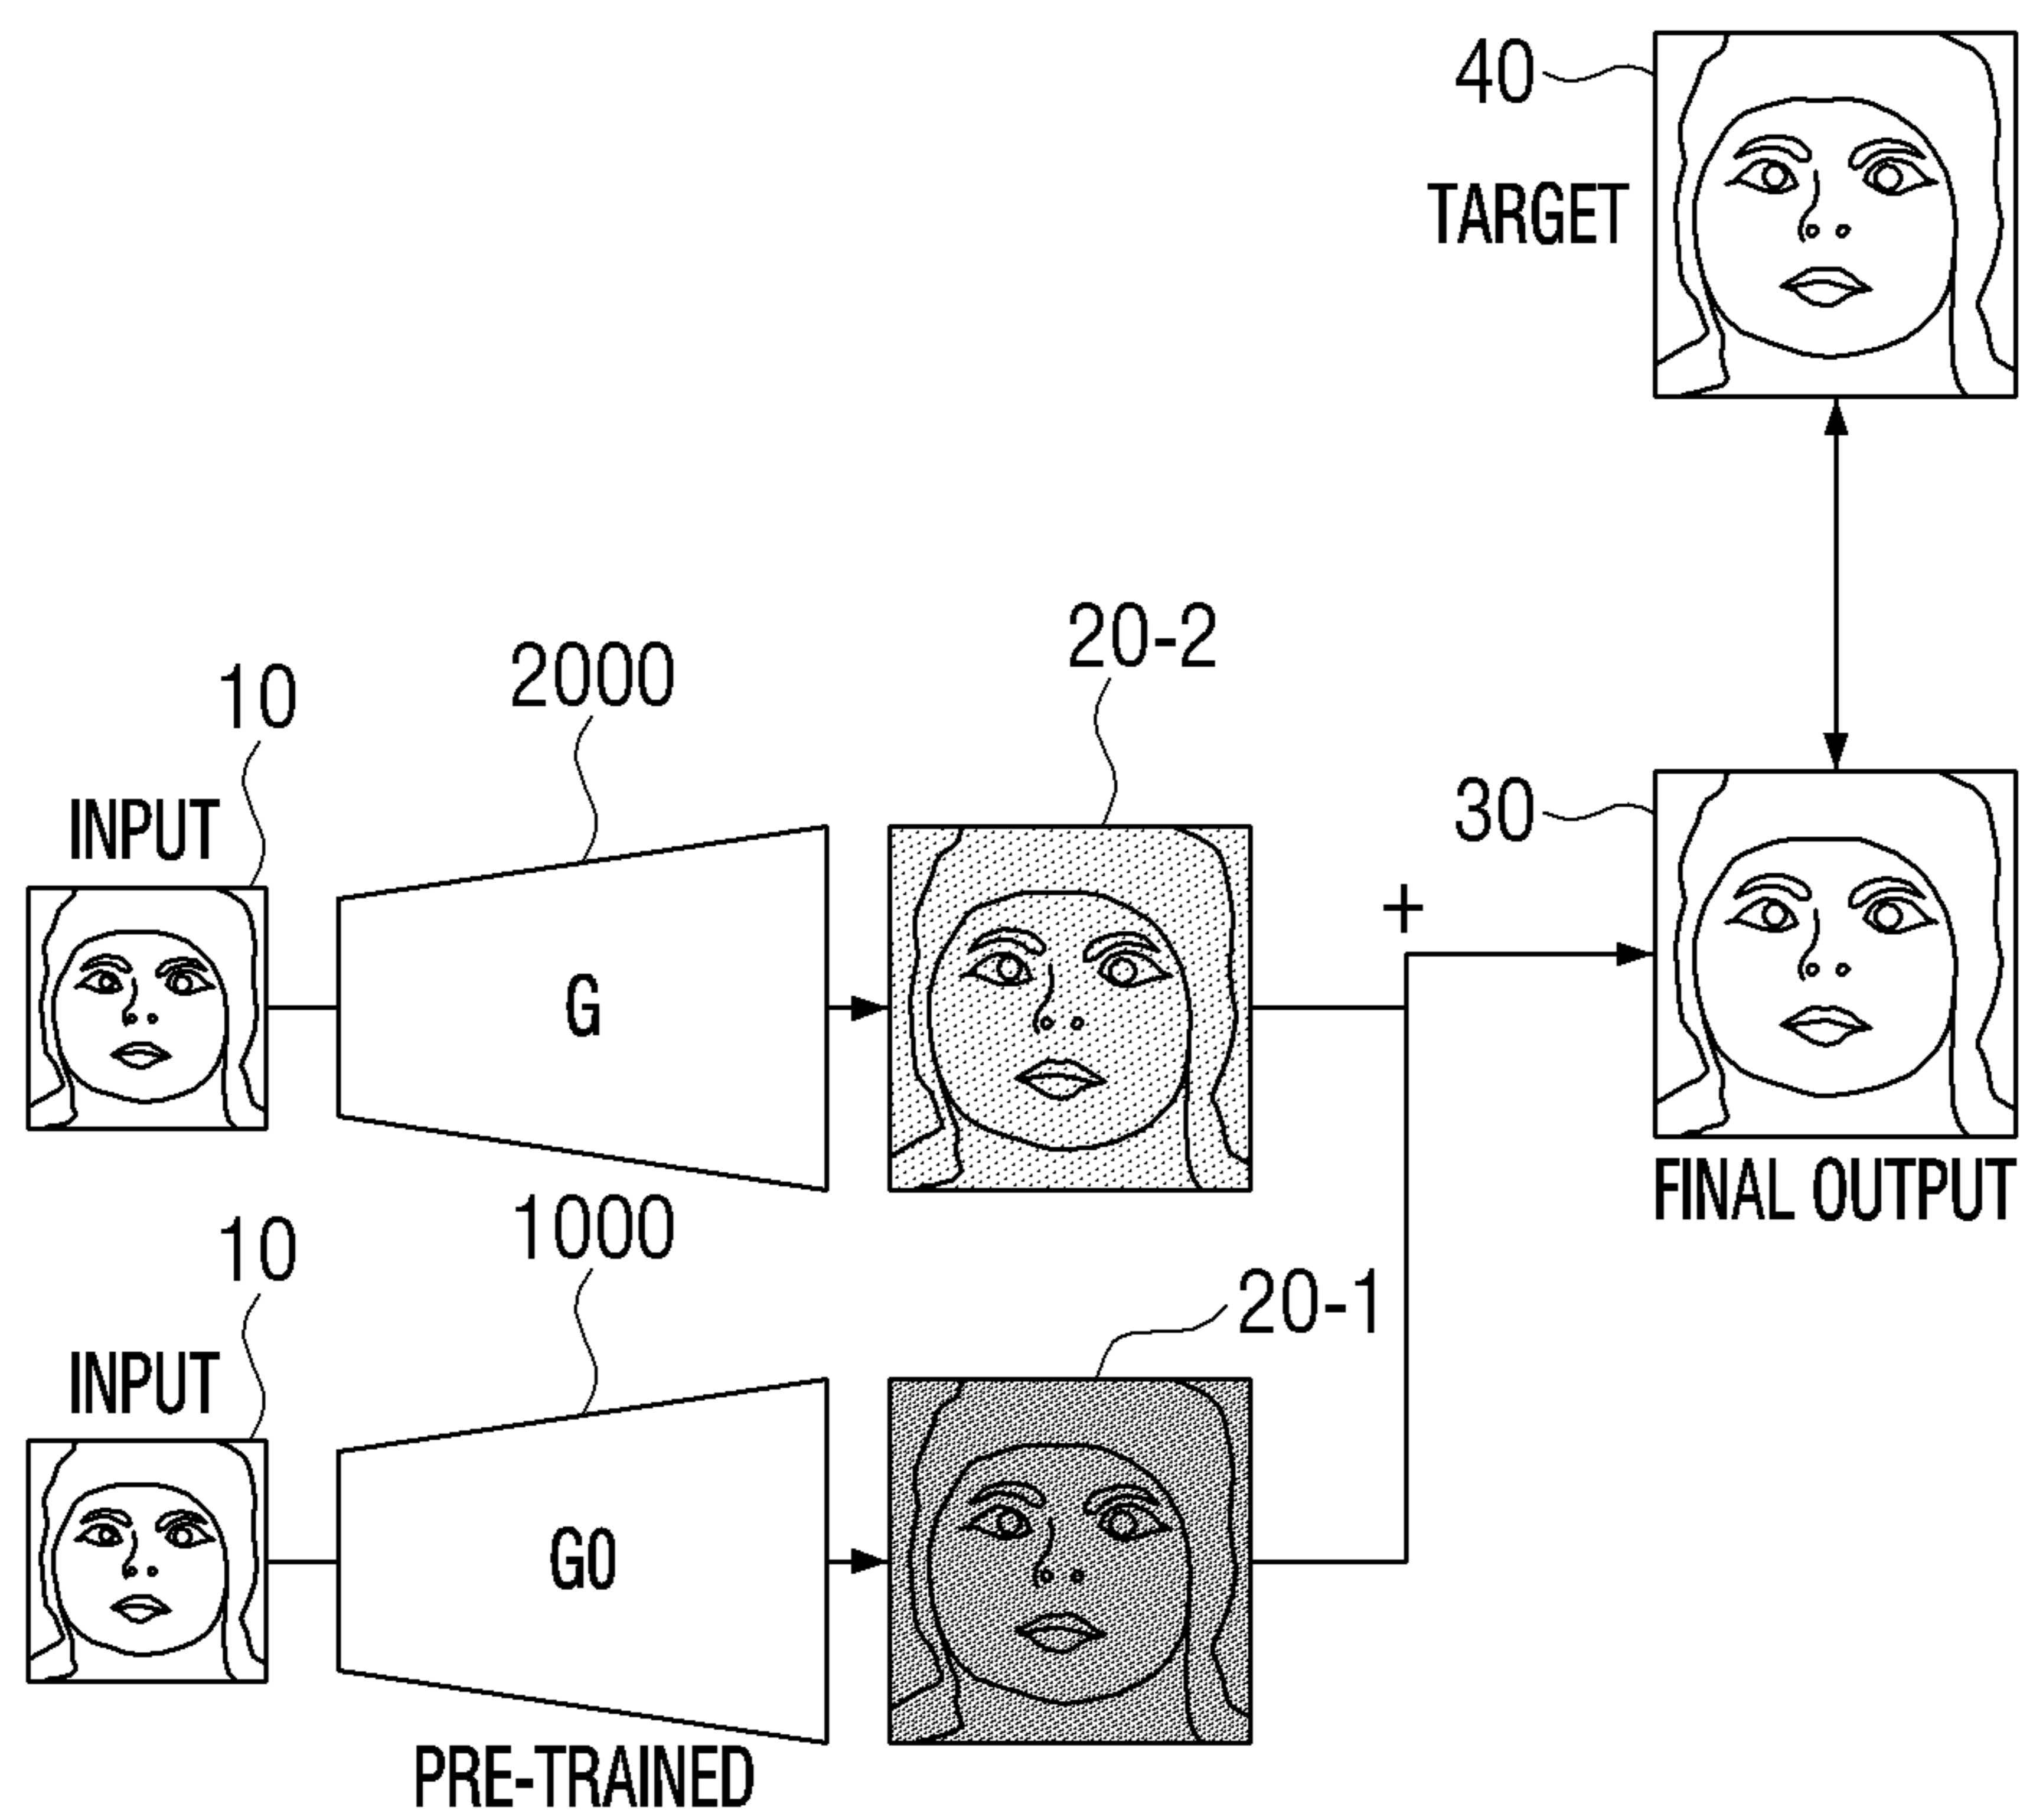 40
TARGET
20-2
2000
10
30
INPUT
+
G
FINAL OUTPUT
1000
10
20-1
INPUT
G0
PRE-TRAINED